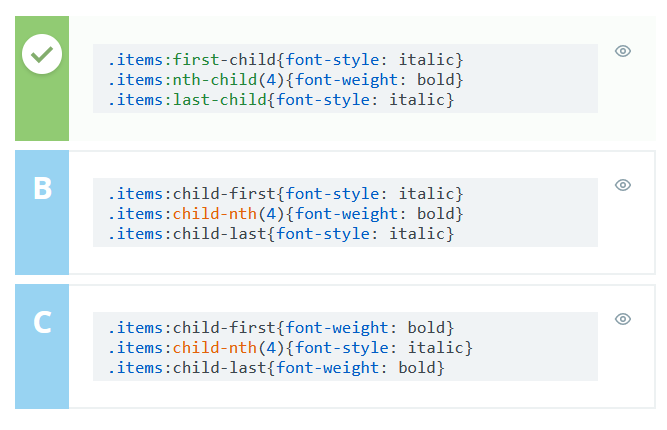 .items:first-child{font-style: italic}
.items:nth-child(4){font-weight: bold}
.items:last-child{font-style: italic}
B
.items:child-first{font-style: italic}
.items:child-nth(4){font-weight: bold}
.items:child-last{font-style: italic}
C
.items:child-first{font-weight: bold}
.items:child-nth(4){font-style: italic}
.items:child-last{font-weight: bold}